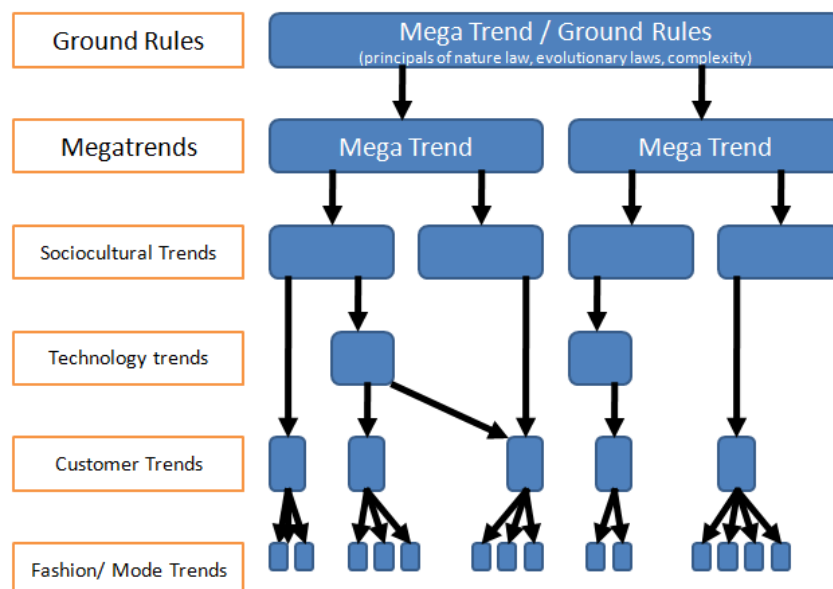 Ground Rules
Mega Trend / Ground Rules
(principals of nature law, evolutionary laws, complexity)
Megatrends
Mega Trend
Mega Trend
Sociocultural Trends
Technology trends
Customer Trends
Fashion/ Mode Trends